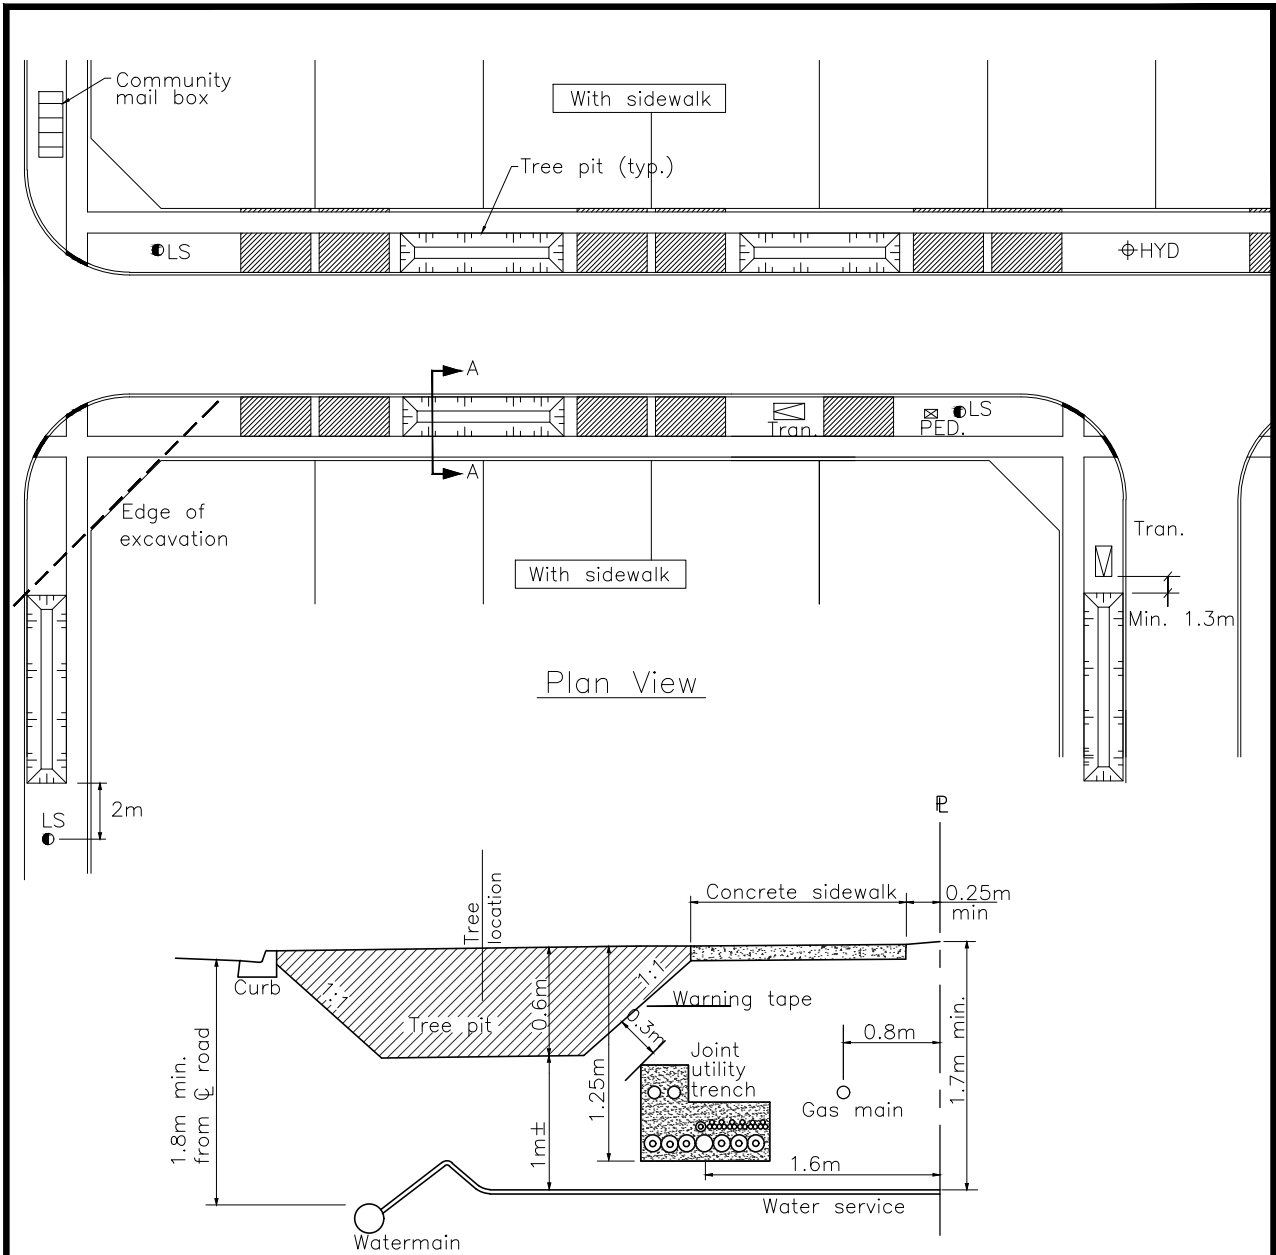 Community
mail box
With sidewalk
Tree pit (typ.)
LS
HYD
A
Tran.
PED.
LS
A
Edge of
excavation
With sidewalk
Tran.
Min. 1.3m
Plan View
2m
LS
℄
Concrete sidewalk
0.25m
min
Tree
location
Curb
1:1
Tree pit
0.6m
1:1
Warning tape
0.3m
Joint
utility
trench
0.8m
Gas main
1.7m min.
1.8m min.
from ℄ road
1m±
1.25m
1.6m
Water service
Watermain